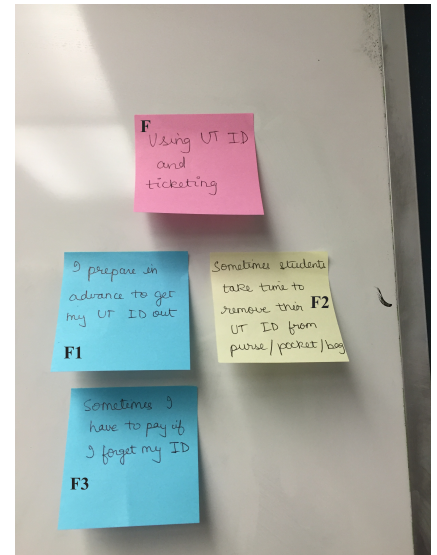 F
Using UT ID
and
ticketing
I prepare in
advance to get
my UT ID out
F1
Sometimes students
take time to
remove their F2
UT ID from
purse/pocket/bag
Sometimes I
have to pay if
I forget my ID
F3